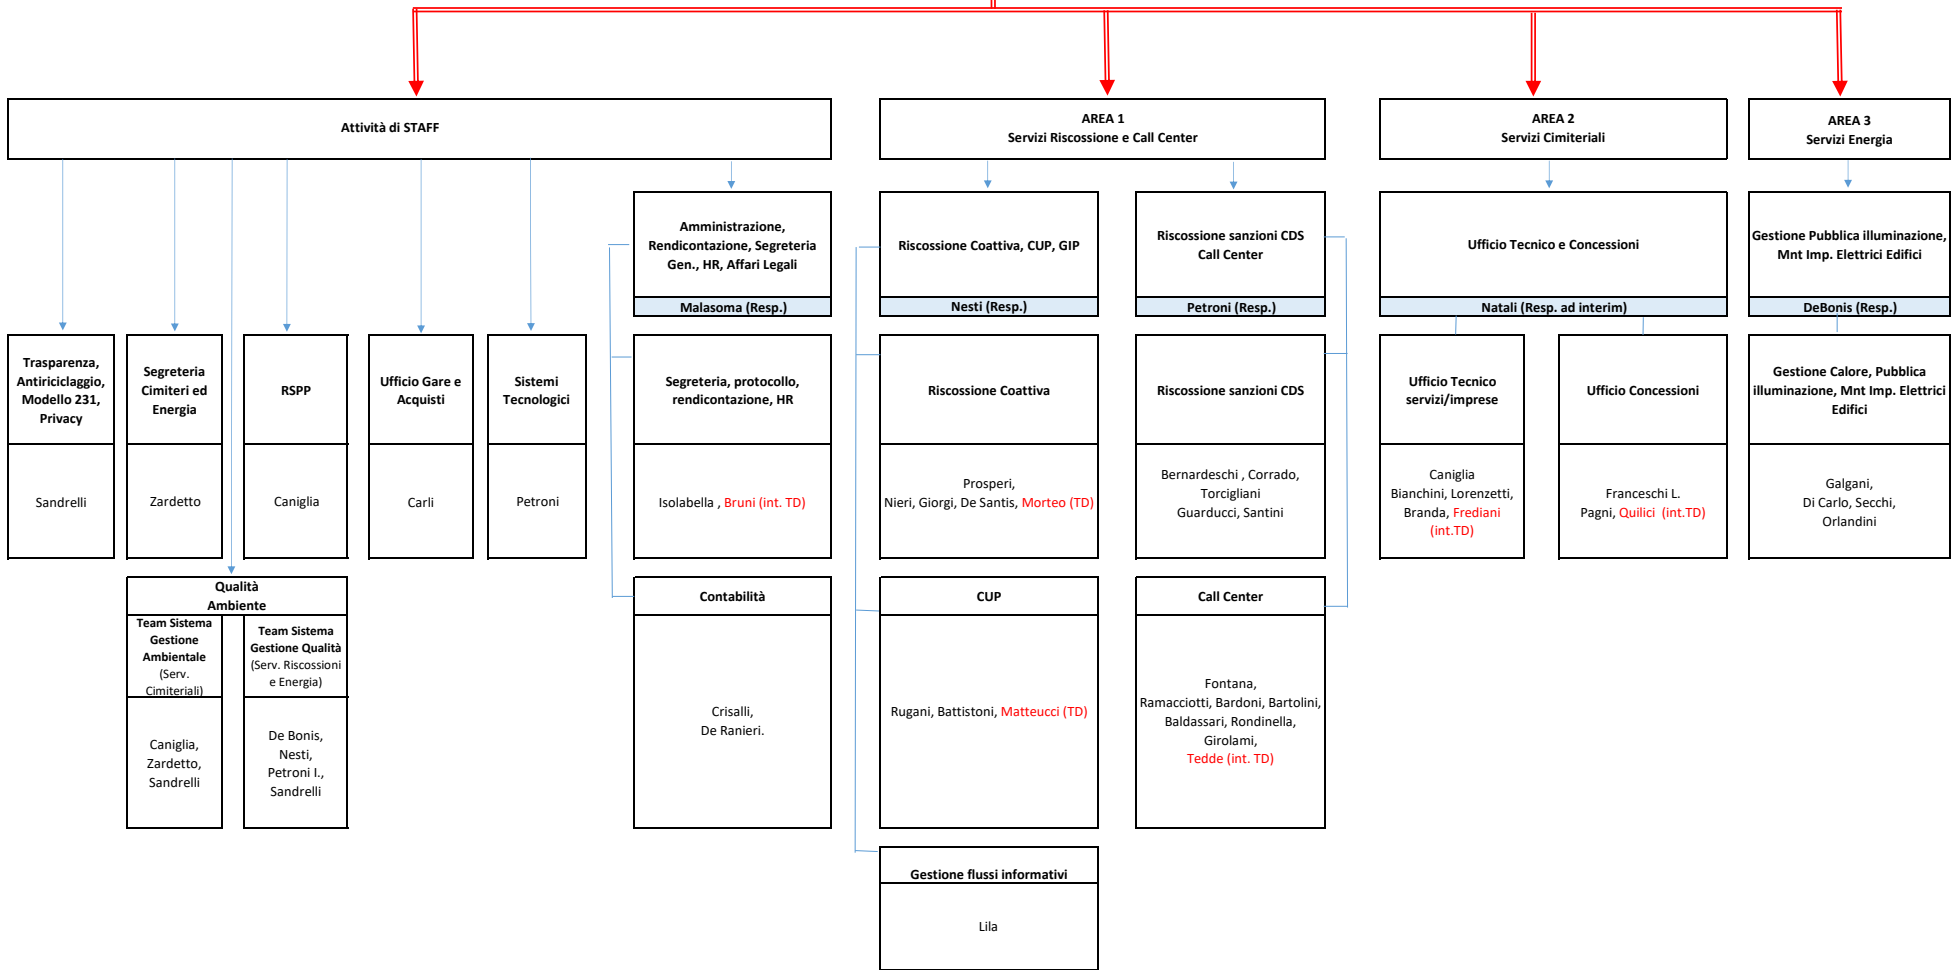 Attività di STAFF
AREA 1
Servizi Riscossione e Call Center
AREA 2
Servizi Cimiteriali
AREA 3
Servizi Energia
Amministrazione,
Rendicontazione, Segreteria
Gen., HR, Affari Legali
Malasoma (Resp.)
Riscossione Coattiva, CUP, GIP
Nesti (Resp.)
Riscossione sanzioni CDS
Call Center
Petroni (Resp.)
Ufficio Tecnico e Concessioni
Natali (Resp. ad interim)
Gestione Pubblica illuminazione,
Mnt Imp. Elettrici Edifici
DeBonis (Resp.)
Trasparenza,
Antiriciclaggio,
Modello 231,
Privacy
Sandrelli
Segreteria
Cimiteri ed
Energia
Zardetto
RSPP
Caniglia
Ufficio Gare e
Acquisti
Carli
Sistemi
Tecnologici
Petroni
Segreteria, protocollo,
rendicontazione, HR
Isolabella , Bruni (int. TD)
Riscossione Coattiva
Prosperi,
Nieri, Giorgi, De Santis, Morteo (TD)
Riscossione sanzioni CDS
Bernardeschi , Corrado,
Torcigliani
Guarducci, Santini
Ufficio Tecnico
servizi/imprese
Caniglia
Bianchini, Lorenzetti,
Branda, Frediani
(int.TD)
Ufficio Concessioni
Franceschi L.
Pagni, Quilici (int.TD)
Gestione Calore, Pubblica
illuminazione, Mnt Imp. Elettrici
Edifici
Galgani,
Di Carlo, Secchi,
Orlandini
Qualità
Ambiente
Team Sistema
Gestione
Ambientale
(Serv.
Cimiteriali)
Caniglia,
Zardetto,
Sandrelli
Team Sistema
Gestione Qualità
(Serv. Riscossioni
e Energia)
De Bonis,
Nesti,
Petroni I.,
Sandrelli
Contabilità
Crisalli,
De Ranieri.
CUP
Rugani, Battistoni, Matteucci (TD)
Call Center
Fontana,
Ramacciotti, Bardoni, Bartolini,
Baldassari, Rondinella,
Girolami,
Tedde (int. TD)
Gestione flussi informativi
Lila